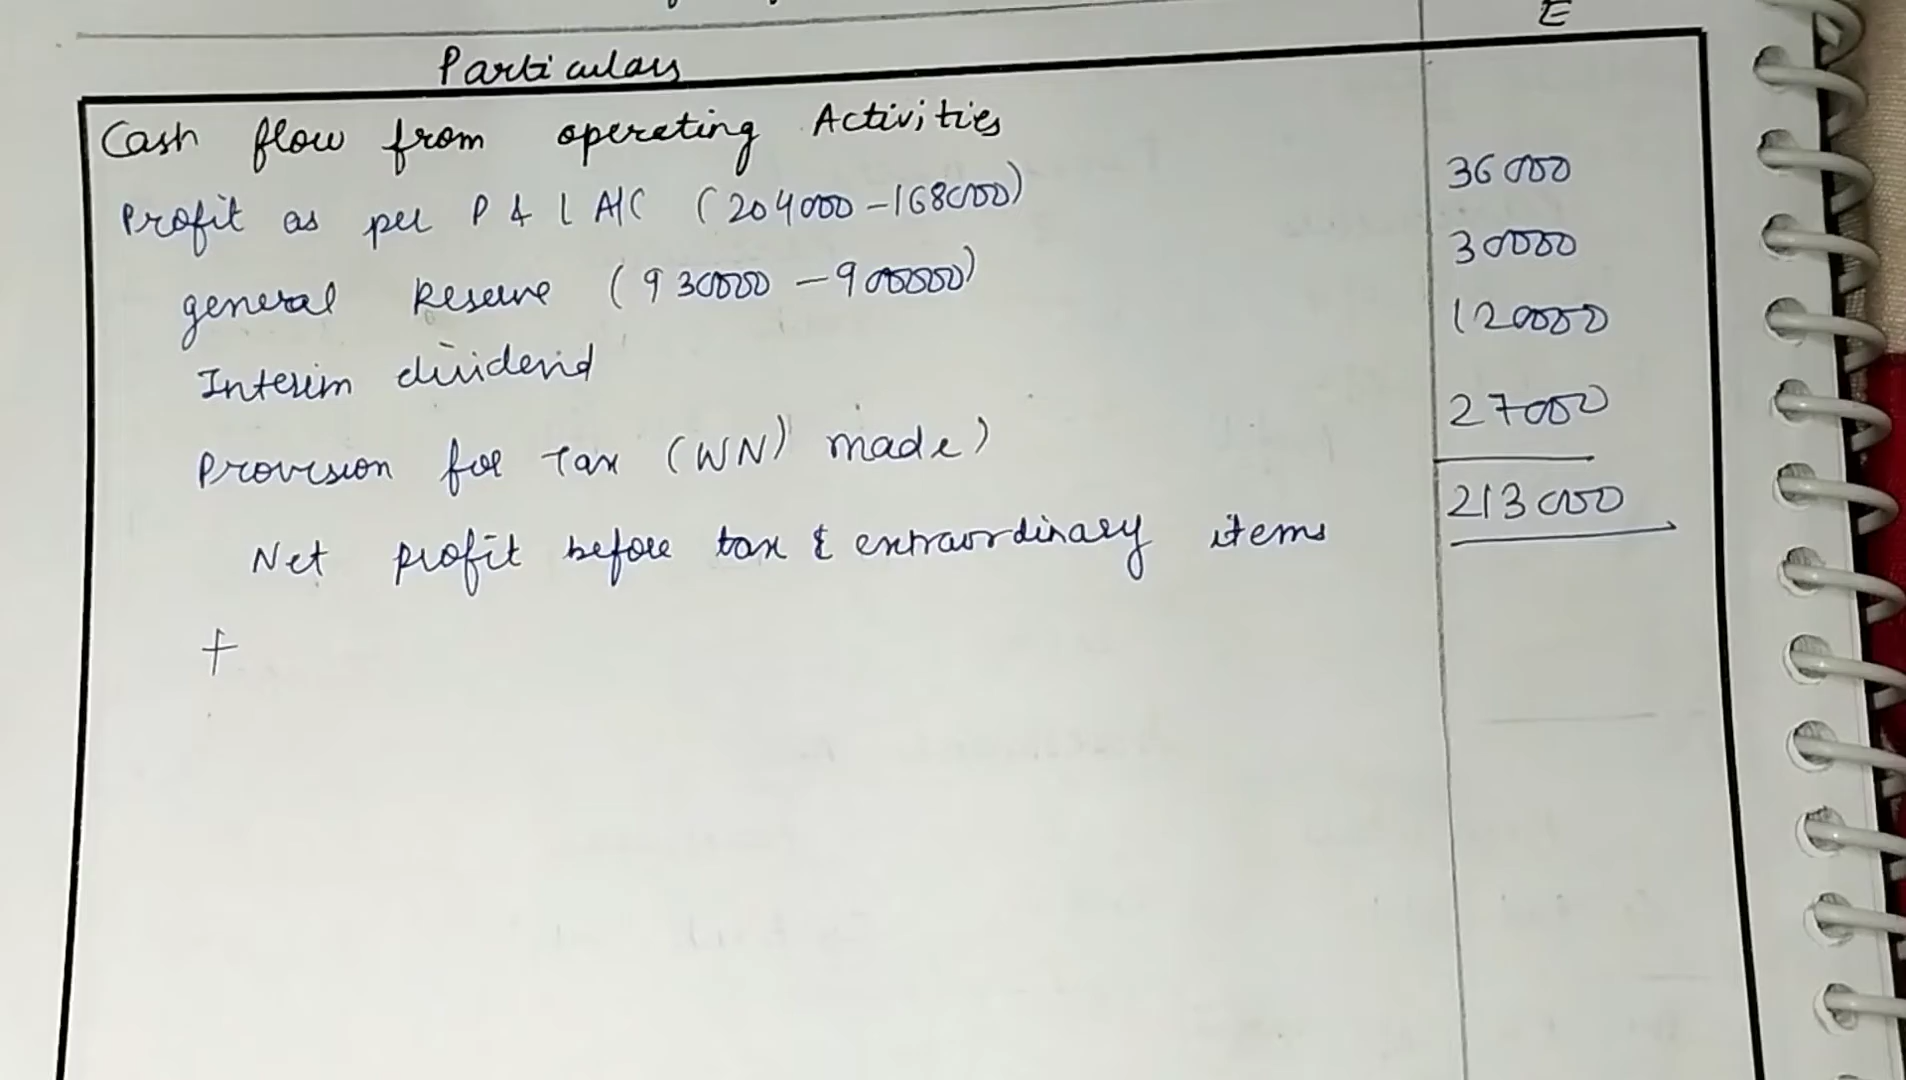 Particulars
Cash flow from operating Activities
Profit as per P & L A/C (204000 - 168000) 36000
general Reserve (930000 - 900000) 30000
Interim dividend 120000
Provision for Tax (WN) made) 27000
Net profit before tax & extraordinary items 213000
+